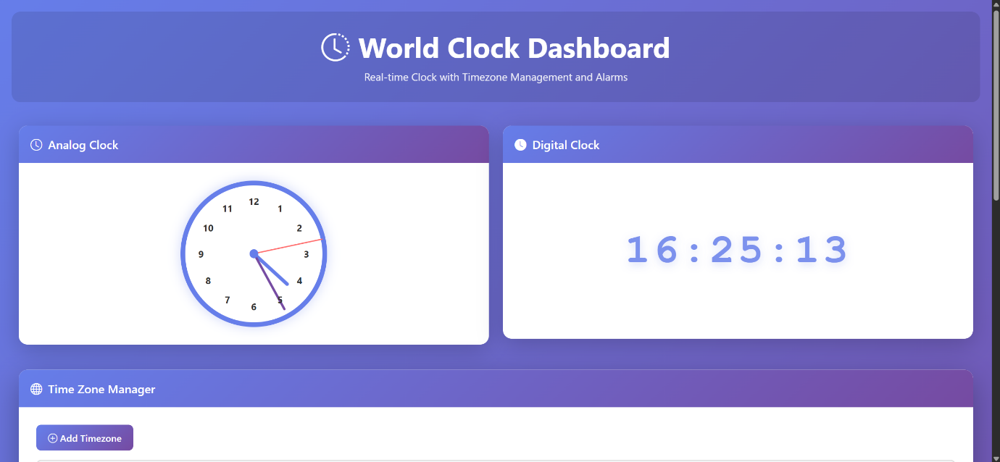 World Clock Dashboard
Real-time Clock with Timezone Management and Alarms
Analog Clock
12
11
1
10
2
9
3
8
4
7
5
6
Digital Clock
16:25:13
Time Zone Manager
Add Timezone